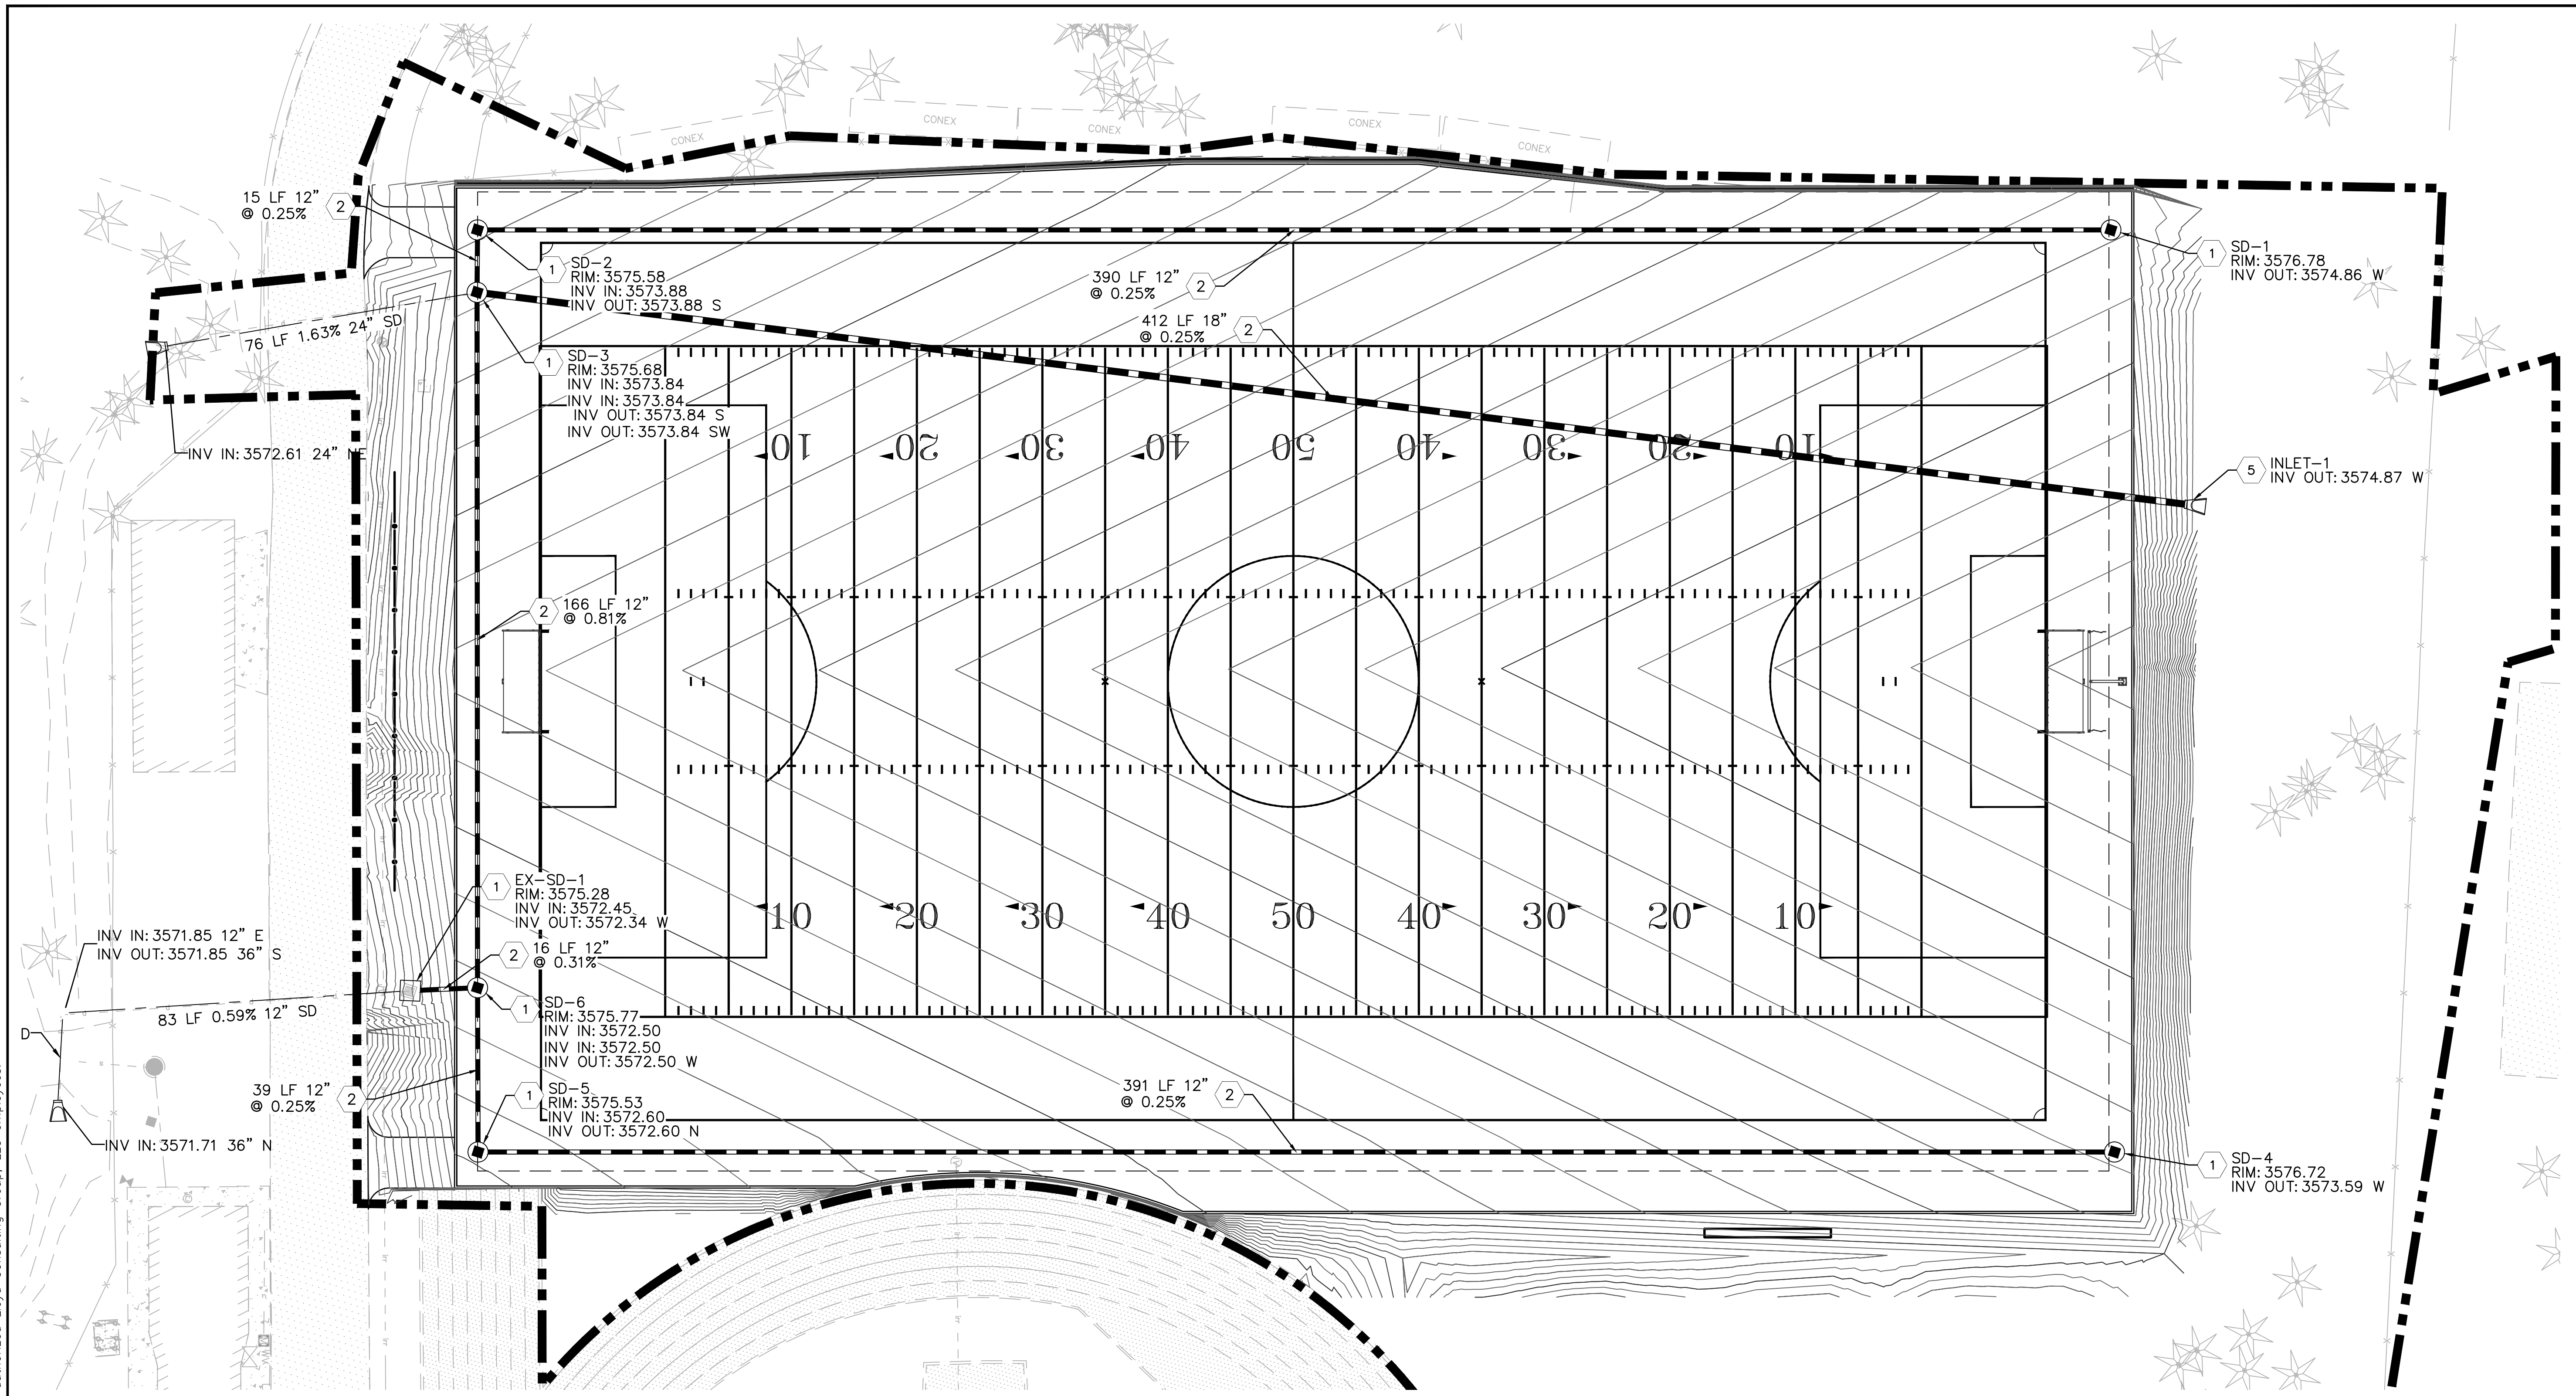 CONEX
CONEX
CONEX
CONEX
CONEX
15 LF 12"
@ 0.25%
2
1
SD-2
RIM: 3575.58
INV IN: 3573.88
INV OUT: 3573.88 S
390 LF 12"
@ 0.25%
2
1
SD-1
RIM: 3576.78
INV OUT: 3574.86 W
76 LF 1.63% 24" SD
412 LF 18"
@ 0.25%
2
1
SD-3
RIM: 3575.68
INV IN: 3573.84
INV IN: 3573.84
INV OUT: 3573.84 S
INV OUT: 3573.84 SW
INV IN: 3572.61 24" NE
10 20 30 40 50 40 30 20 10
5
INLET-1
INV OUT: 3574.87 W
2
166 LF 12"
@ 0.81%
1
EX-SD-1
RIM: 3575.28
INV IN: 3572.45
INV OUT: 3572.34 W
10 20 30 40 50 40 30 20 10
INV IN: 3571.85 12" E
INV OUT: 3571.85 36" S
2
16 LF 12"
@ 0.31%
83 LF 0.59% 12" SD
1
SD-6
RIM: 3575.77
INV IN: 3572.50
INV IN: 3572.50
INV OUT: 3572.50 W
D
39 LF 12"
@ 0.25%
2
1
SD-5
RIM: 3575.53
INV IN: 3572.60
INV OUT: 3572.60 N
391 LF 12"
@ 0.25%
2
INV IN: 3571.71 36" N
1
SD-4
RIM: 3576.72
INV OUT: 3573.59 W